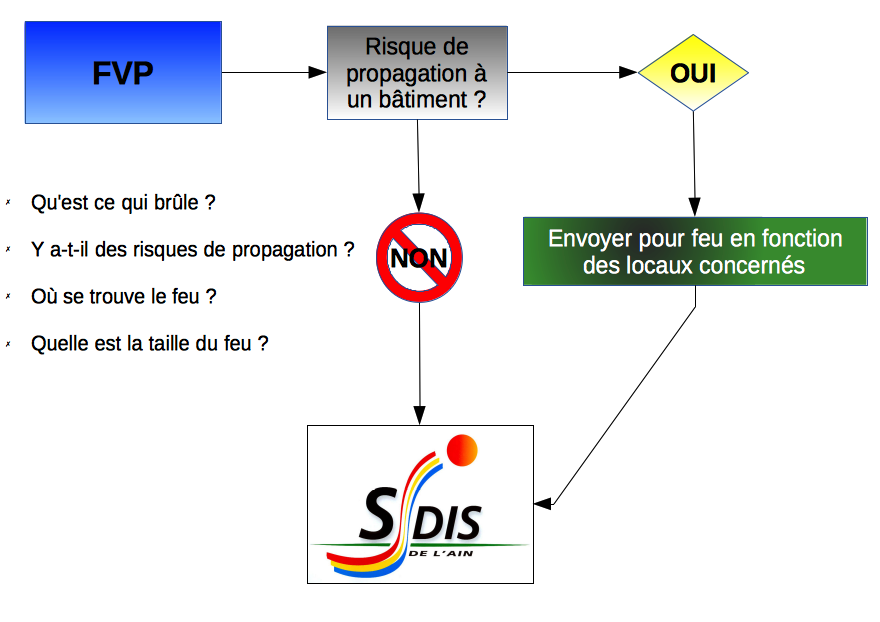 FVP
Risque de
propagation à
un bâtiment ?
OUI
Qu'est ce qui brûle ?
Y a-t-il des risques de propagation ?
Où se trouve le feu ?
Quelle est la taille du feu ?
NON
Envoyer pour feu en fonction
des locaux concernés
SDIS
DE L'AIN